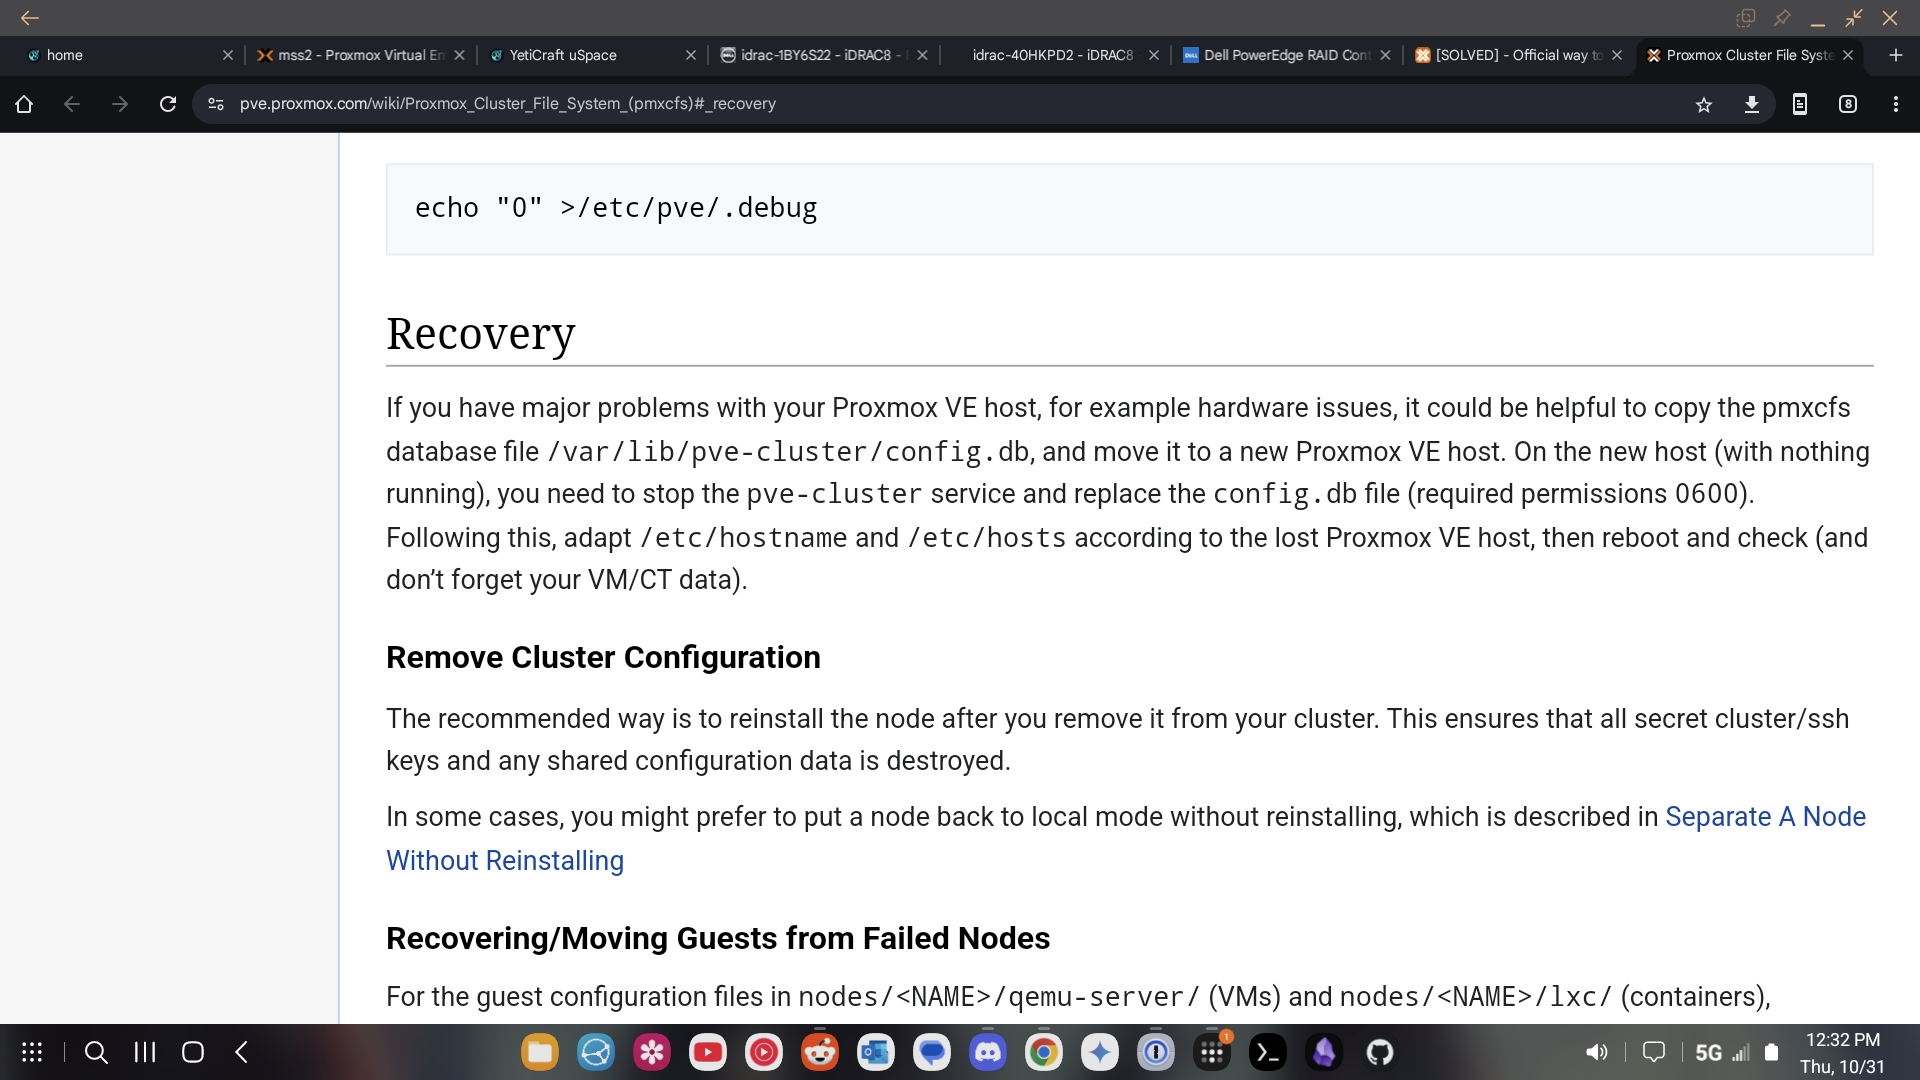 home
mss2 - Proxmox Virtual En
YetiCraft uSpace
idrac-1BY6S22 - iDRAC8 -
idrac-40HKPD2 - iDRAC8
Dell PowerEdge RAID Cont
[SOLVED] - Official way to
Proxmox Cluster File Syste
pve.proxmox.com/wiki/Proxmox_Cluster_File_System_(pmxcfs)#_recovery
8
echo "0" >/etc/pve/.debug
Recovery
If you have major problems with your Proxmox VE host, for example hardware issues, it could be helpful to copy the pmxcfs
database file /var/lib/pve-cluster/config.db, and move it to a new Proxmox VE host. On the new host (with nothing
running), you need to stop the pve-cluster service and replace the config.db file (required permissions 0600).
Following this, adapt /etc/hostname and /etc/hosts according to the lost Proxmox VE host, then reboot and check (and
don’t forget your VM/CT data).
Remove Cluster Configuration
The recommended way is to reinstall the node after you remove it from your cluster. This ensures that all secret cluster/ssh
keys and any shared configuration data is destroyed.
In some cases, you might prefer to put a node back to local mode without reinstalling, which is described in Separate A Node
Without Reinstalling
Recovering/Moving Guests from Failed Nodes
For the guest configuration files in nodes/<NAME>/qemu-server/ (VMs) and nodes/<NAME>/lxc/ (containers),
1
5G
12:32 PM
Thu, 10/31